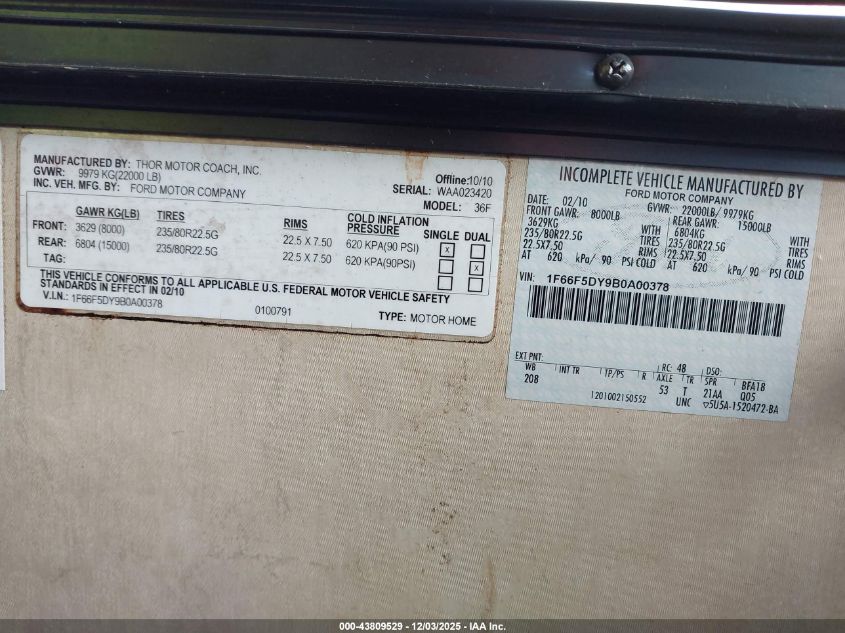 MANUFACTURED BY: THOR MOTOR COACH, INC.
GVWR: 9979 KG(22000 LB)
INC. VEH. MFG. BY: FORD MOTOR COMPANY
Offline:10/10
SERIAL: WAA023420
MODEL: 36F
GAWR KG(LB) TIRES RIMS COLD INFLATION PRESSURE SINGLE DUAL
FRONT: 3629 (8000) 235/80R22.5G 22.5 X 7.50 620 KPA(90 PSI) X
REAR: 6804 (15000) 235/80R22.5G 22.5 X 7.50 620 KPA(90PSI) X
TAG:
THIS VEHICLE CONFORMS TO ALL APPLICABLE U.S. FEDERAL MOTOR VEHICLE SAFETY
STANDARDS IN EFFECT IN 02/10
V.I.N.: 1F66F5DY9B0A00378
0100791
TYPE: MOTOR HOME
INCOMPLETE VEHICLE MANUFACTURED BY
FORD MOTOR COMPANY
DATE: 02/10 GVWR: 22000LB/ 9979KG
FRONT GAWR: 8000LB REAR GAWR: 15000LB
3629KG WITH 6804KG WITH
235/80R22.5G TIRES 235/80R22.5G TIRES
22.5X7.50 RIMS 22.5X7.50 RIMS
AT 620 kPa/ 90 PSI COLD AT 620 kPa/ 90 PSI COLD
VIN: 1F66F5DY9B0A00378
EXT PNT: RC: 48 DSO:
WB INT TR TP/PS R AXLE TR SPR BFA18
208 53 T 21AA Q05
1201002150552 UNC ▽5U5A-1520472-BA
000-43809529 - 12/03/2025 - IAA Inc.